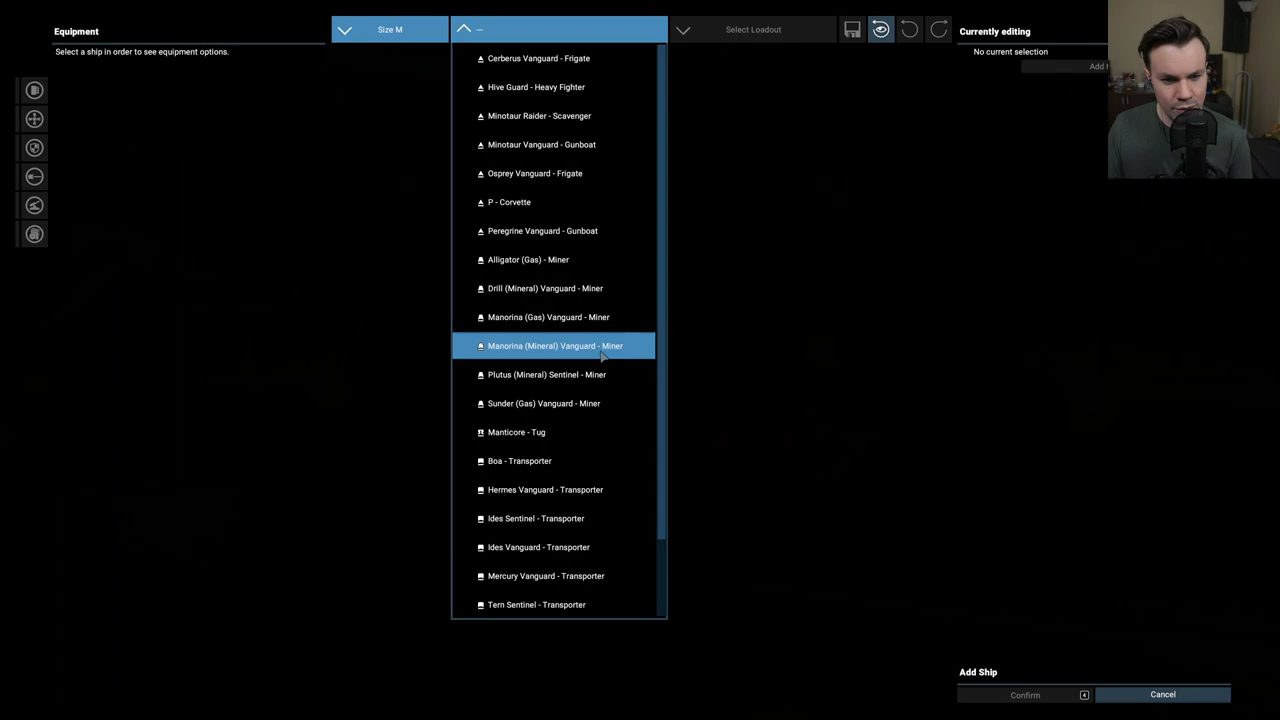 Equipment
Select a ship in order to see equipment options.
Size M
—
Select Loadout
Currently editing
No current selection
Add
Cerberus Vanguard - Frigate
Hive Guard - Heavy Fighter
Minotaur Raider - Scavenger
Minotaur Vanguard - Gunboat
Osprey Vanguard - Frigate
P - Corvette
Peregrine Vanguard - Gunboat
Alligator (Gas) - Miner
Drill (Mineral) Vanguard - Miner
Manorina (Gas) Vanguard - Miner
Manorina (Mineral) Vanguard - Miner
Plutus (Mineral) Sentinel - Miner
Sunder (Gas) Vanguard - Miner
Manticore - Tug
Boa - Transporter
Hermes Vanguard - Transporter
Ides Sentinel - Transporter
Ides Vanguard - Transporter
Mercury Vanguard - Transporter
Tern Sentinel - Transporter
Add Ship
Confirm 4
Cancel